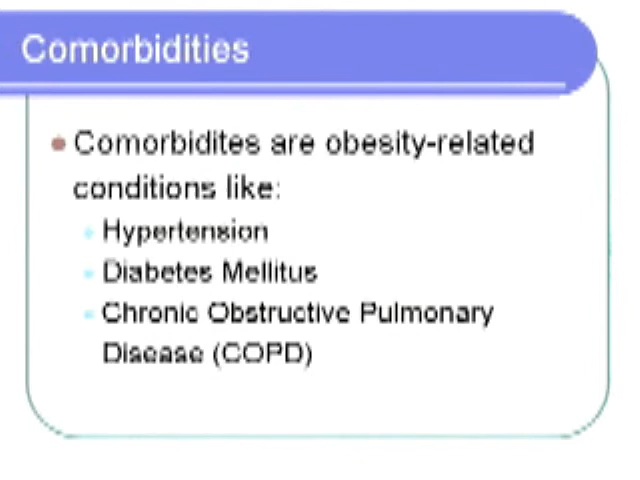 Comorbidities
Comorbidites are obesity-related
conditions like:
Hypertension
Diabetes Mellitus
Chronic Obstructive Pulmonary
Disease (COPD)